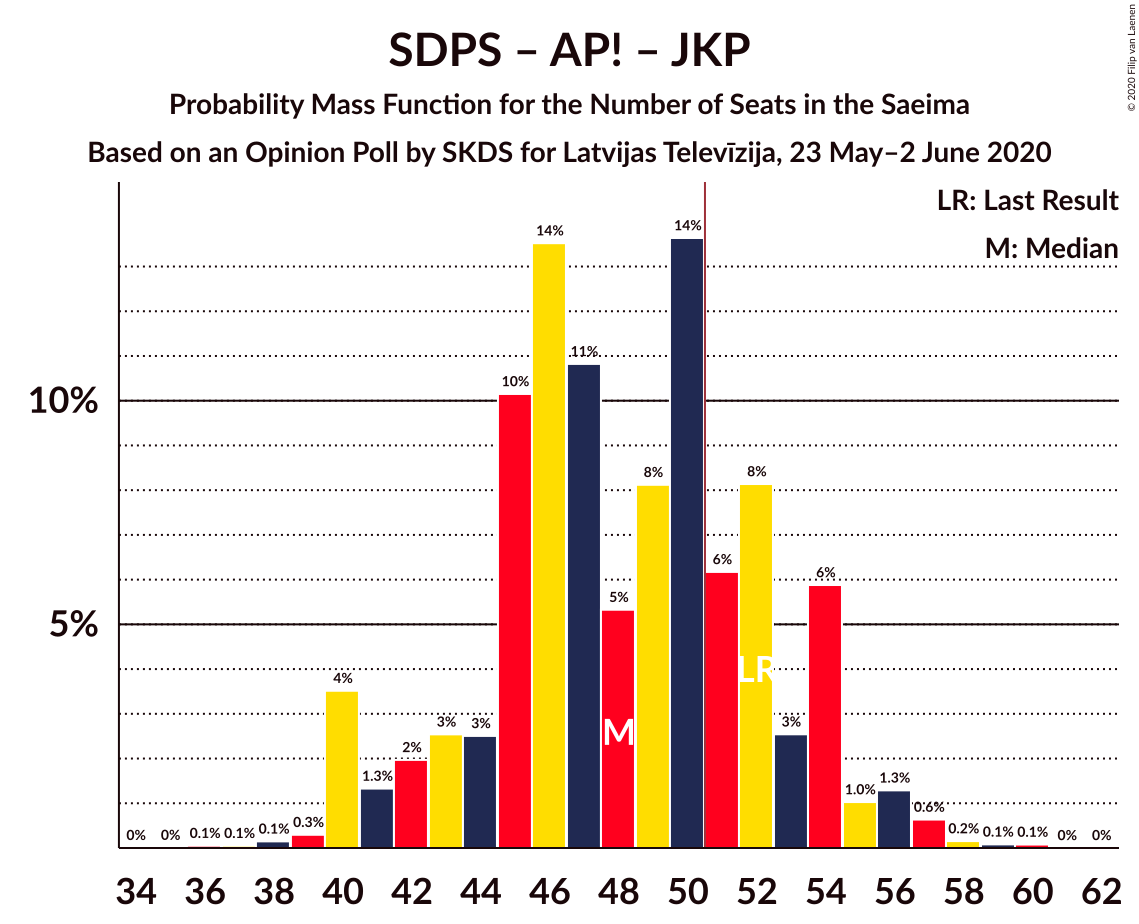 SDPS – AP! – JKP
Probability Mass Function for the Number of Seats in the Saeima
Based on an Opinion Poll by SKDS for Latvijas Televīzija, 23 May–2 June 2020
© 2020 Filip van Laenen
LR: Last Result
M: Median
10%
5%
0% 0% 0.1% 0.1% 0.1% 0.3% 4% 1.3% 2% 3% 3% 10% 14% 11% 5% 8% 14% 6% 8% 3% 6% 1.0% 1.3% 0.6% 0.2% 0.1% 0.1% 0% 0%
LR
M
34 36 38 40 42 44 46 48 50 52 54 56 58 60 62